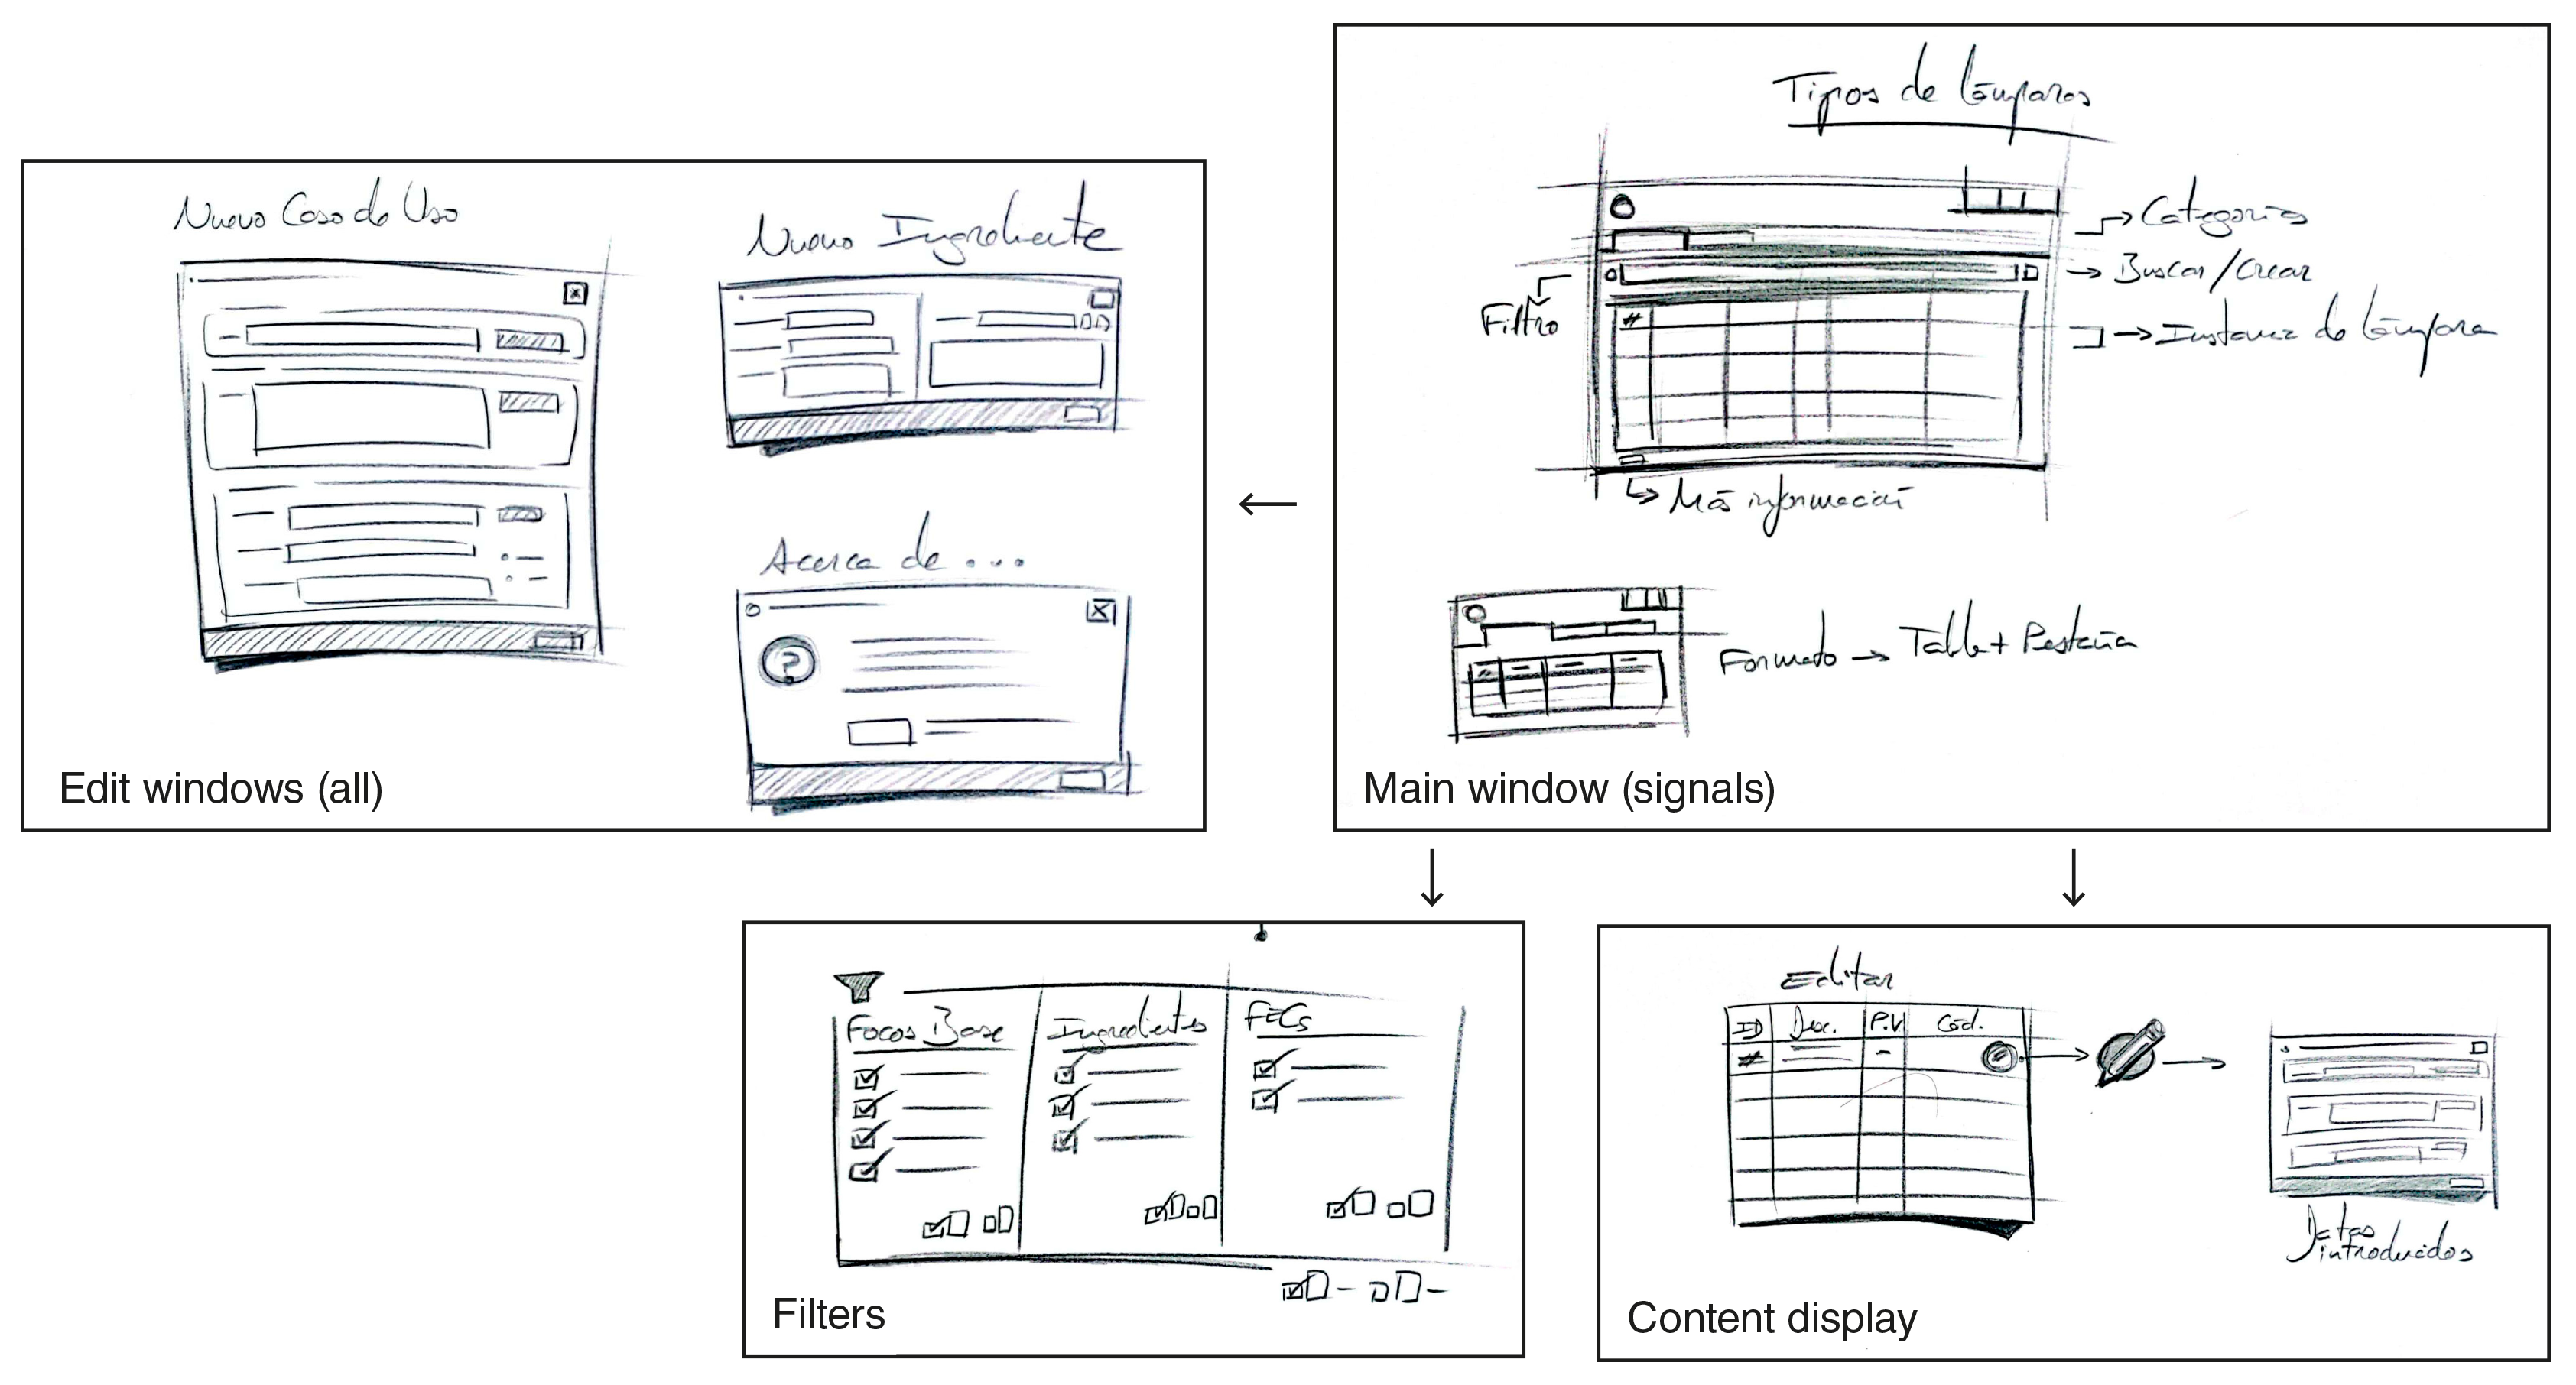 Nuevo Caso de Uso
Nuevo Ingrediente
Acerca de ...
?
Edit windows (all)
Tipos de lámparas
Categorías
Buscar/Crear
Filtro
Instancia de lámpara
#
Más información
Formato → Tabla + Pestaña
Main window (signals)
Focos Base
Ingredientes
FECs
Filters
Editar
ID Desc. P.V Cod.
#
Datos
introducidos
Content display